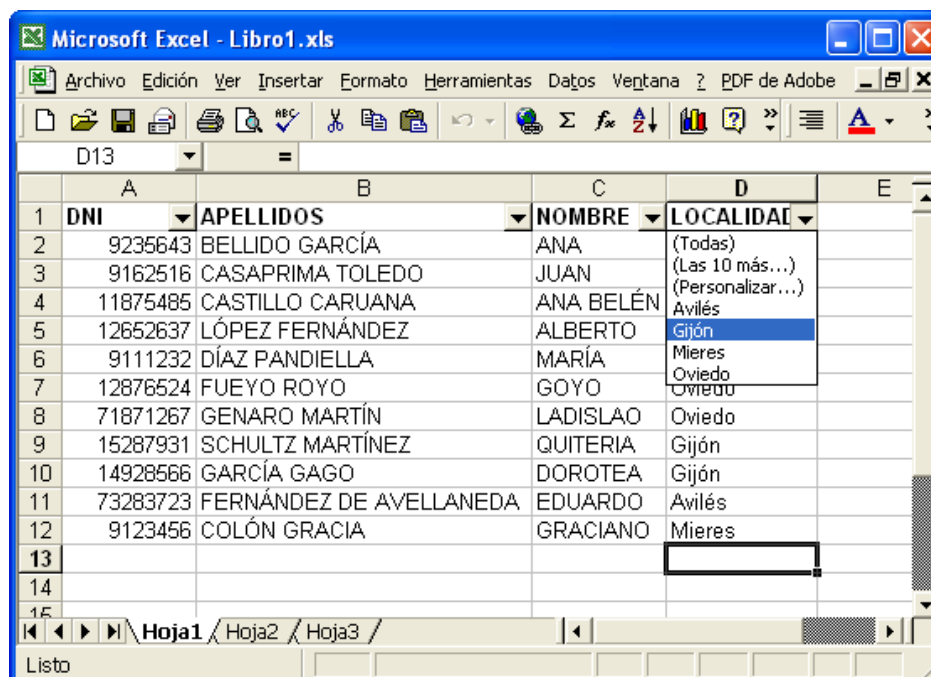 Microsoft Excel - Libro1.xls
Archivo Edición Ver Insertar Formato Herramientas Datos Ventana ? PDF de Adobe
D13 =
A B C D E
1 DNI APELLIDOS NOMBRE LOCALIDAD
2 9235643 BELLIDO GARCÍA ANA (Todas)
(Las 10 más...)
3 9162516 CASAPRIMA TOLEDO JUAN (Personalizar...)
4 11875485 CASTILLO CARUANA ANA BELÉN Avilés
5 12652637 LÓPEZ FERNÁNDEZ ALBERTO Gijón
6 9111232 DÍAZ PANDIELLA MARÍA Mieres
Oviedo
7 12876524 FUEYO ROYO GOYO Oviedo
8 71871267 GENARO MARTÍN LADISLAO Oviedo
9 15287931 SCHULTZ MARTÍNEZ QUITERIA Gijón
10 14928566 GARCÍA GAGO DOROTEA Gijón
11 73283723 FERNÁNDEZ DE AVELLANEDA EDUARDO Avilés
12 9123456 COLÓN GRACIA GRACIANO Mieres
13
14
15
Hoja1 Hoja2 Hoja3
Listo